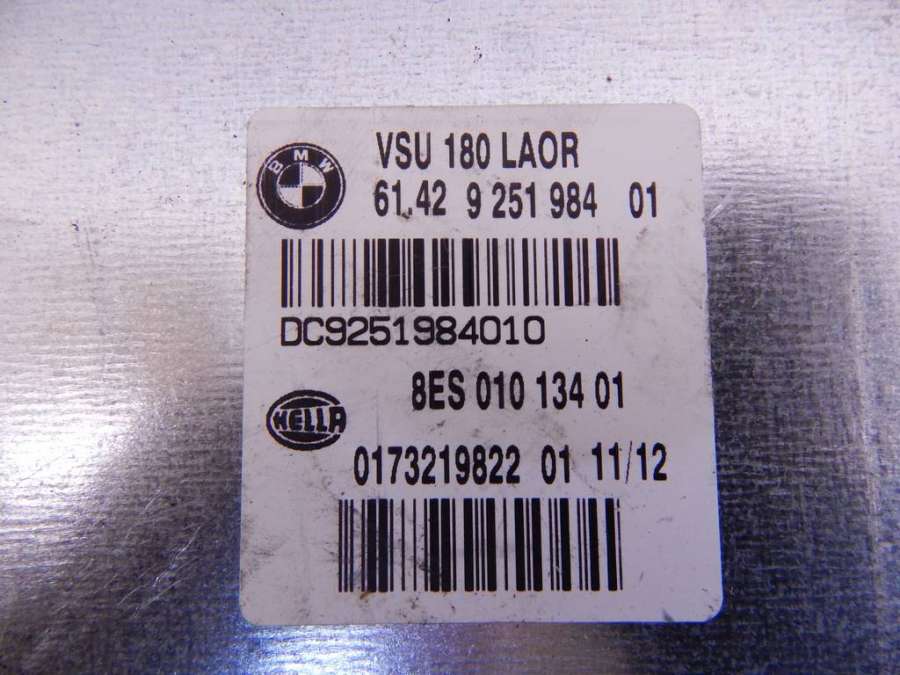 BMW
VSU 180 LAOR
61.42 9 251 984 01
DC9251984010
8ES 010 134 01
HELLA
0173219822 01 11/12